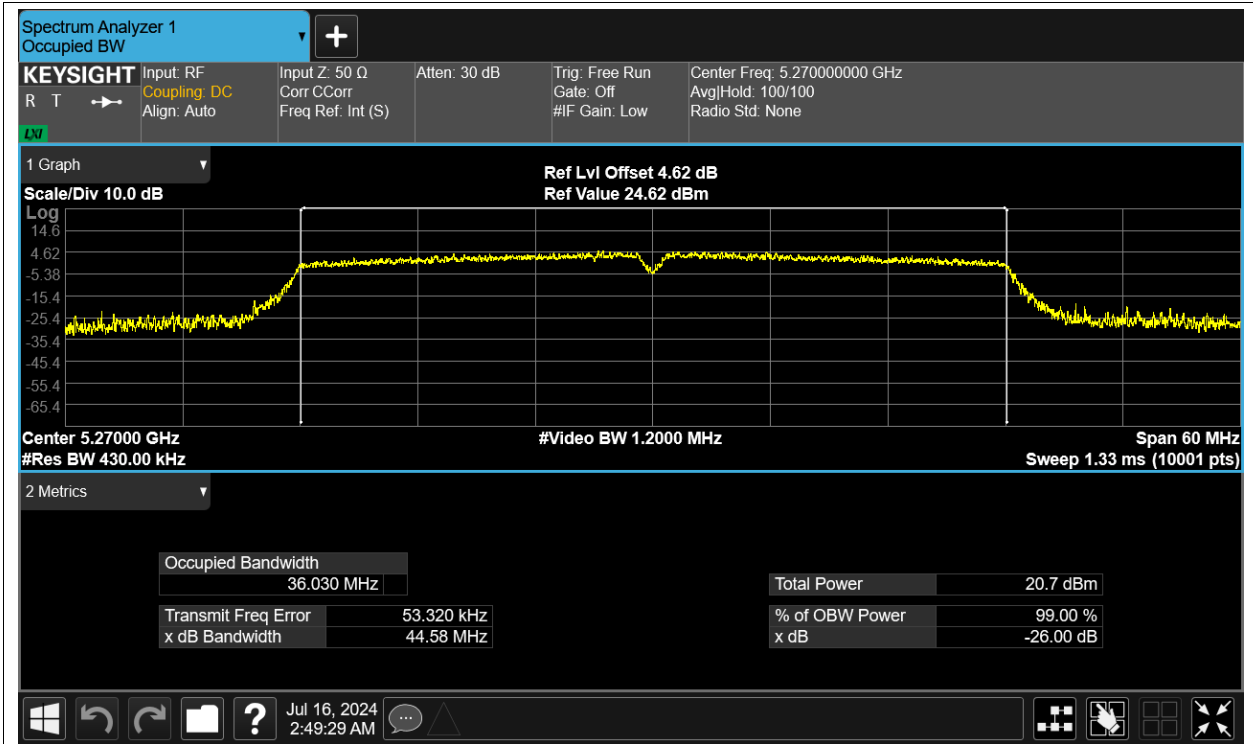 Spectrum Analyzer 1
Occupied BW
KEYSIGHT
R T
LXI
Input: RF
Coupling: DC
Align: Auto
Input Z: 50 Ω
Corr CCorr
Freq Ref: Int (S)
Atten: 30 dB
Trig: Free Run
Gate: Off
#IF Gain: Low
Center Freq: 5.270000000 GHz
Avg|Hold: 100/100
Radio Std: None
1 Graph
Scale/Div 10.0 dB
Ref Lvl Offset 4.62 dB
Ref Value 24.62 dBm
Log
14.6
4.62
-5.38
-15.4
-25.4
-35.4
-45.4
-55.4
-65.4
Center 5.27000 GHz
#Res BW 430.00 kHz
#Video BW 1.2000 MHz
Span 60 MHz
Sweep 1.33 ms (10001 pts)
2 Metrics
Occupied Bandwidth
36.030 MHz
Transmit Freq Error 53.320 kHz
x dB Bandwidth 44.58 MHz
Total Power 20.7 dBm
% of OBW Power 99.00 %
x dB -26.00 dB
?
Jul 16, 2024
2:49:29 AM